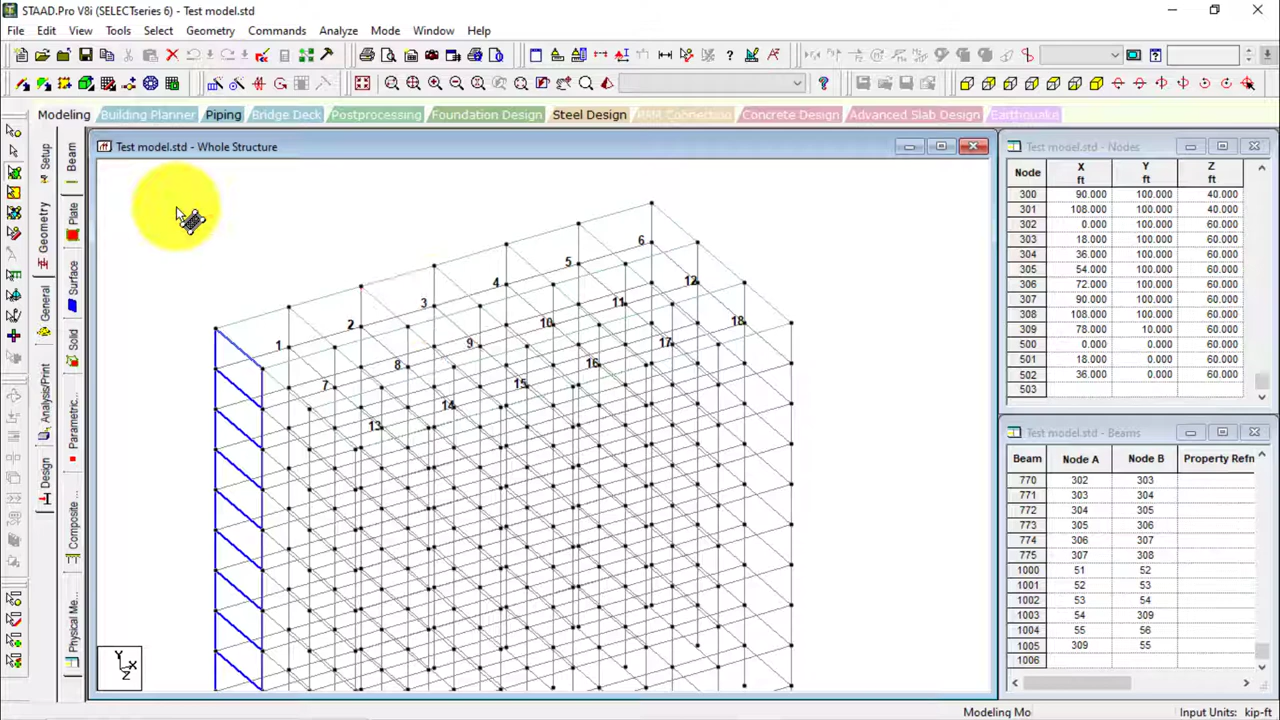 STAAD.Pro V8i (SELECTseries 6) - Test model.std
File Edit View Tools Select Geometry Commands Analyze Mode Window Help
Modeling Building Planner Piping Bridge Deck Postprocessing Foundation Design Steel Design RAM Connection Concrete Design Advanced Slab Design Earthquake
Setup
Geometry
General
Analysis/Print
Design
Beam
Plate
Surface
Solid
Parametric...
Composite ...
Physical Me...
Test model.std - Whole Structure
6
5
4 12
3 11
2 10 18
1 9 17
8 16
7 15
14
13
Y
X
Z
Test model.std - Nodes
Node X ft Y ft Z ft
300 90.000 100.000 40.000
301 108.000 100.000 40.000
302 0.000 100.000 60.000
303 18.000 100.000 60.000
304 36.000 100.000 60.000
305 54.000 100.000 60.000
306 72.000 100.000 60.000
307 90.000 100.000 60.000
308 108.000 100.000 60.000
309 78.000 10.000 60.000
500 0.000 0.000 60.000
501 18.000 0.000 60.000
502 36.000 0.000 60.000
503
Test model.std - Beams
Beam Node A Node B Property Refn
770 302 303
771 303 304
772 304 305
773 305 306
774 306 307
775 307 308
1000 51 52
1001 52 53
1002 53 54
1003 54 309
1004 55 56
1005 309 55
1006
Modeling Mo Input Units: kip-ft